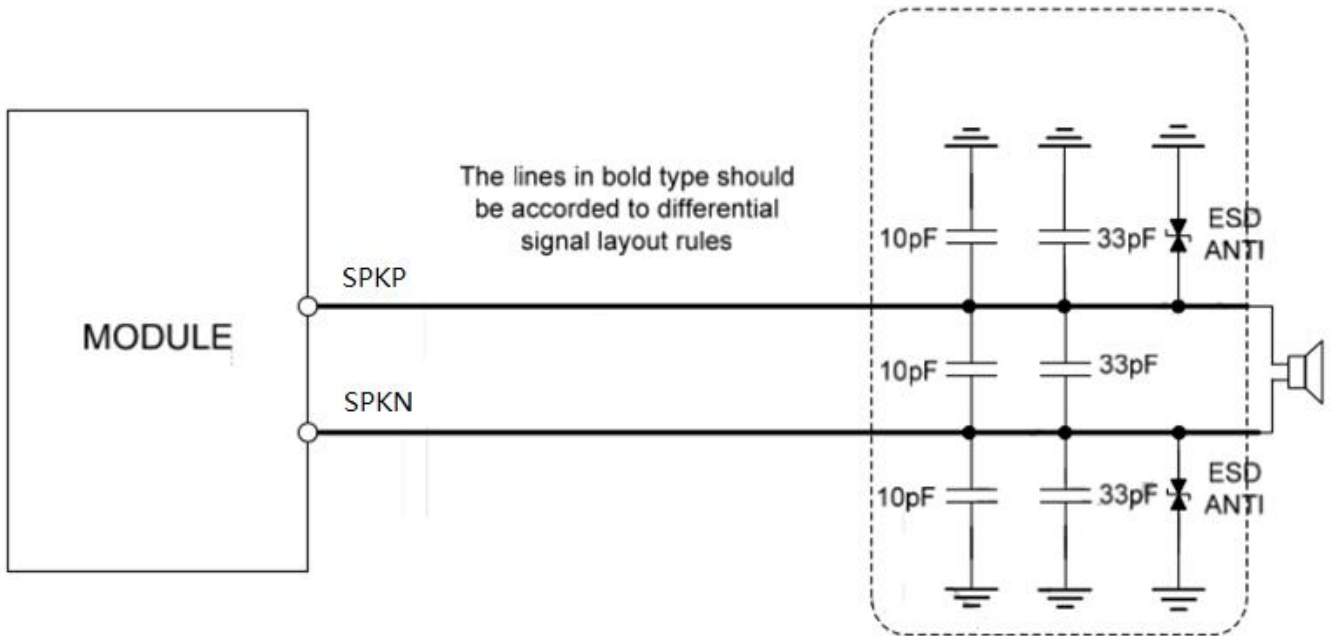 The lines in bold type should
be accorded to differential
signal layout rules
10pF
33pF
ESD
ANTI
SPKP
MODULE
10pF
33pF
SPKN
10pF
33pF
ESD
ANTI